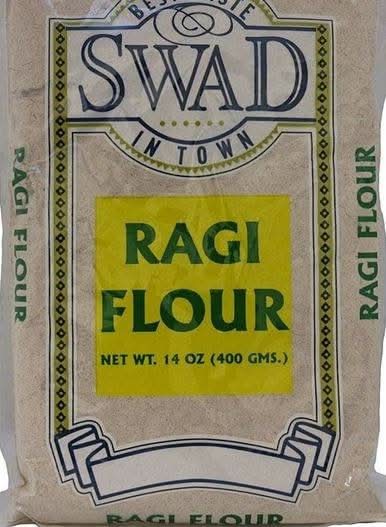 BEST TASTE
SWAD
IN TOWN
RAGI FLOUR
RAGI FLOUR
RAGI
FLOUR
NET WT. 14 OZ (400 GMS.)
RAGI FLOUR